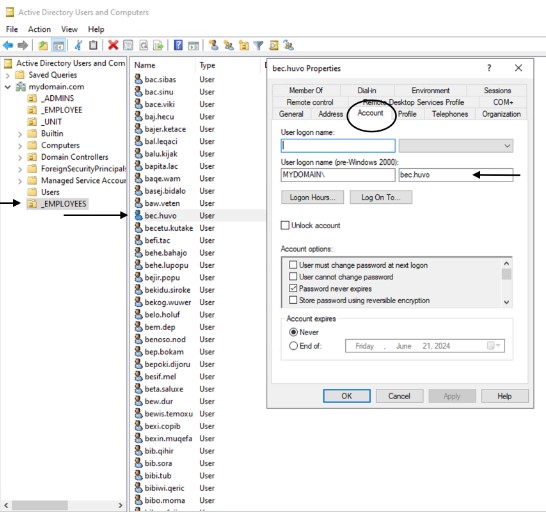 Active Directory Users and Computers
File Action View Help
Active Directory Users and Com
Saved Queries
mydomain.com
_ADMINS
_EMPLOYEE
_UNIT
Builtin
Computers
Domain Controllers
ForeignSecurityPrincipal
Managed Service Accour
Users
_EMPLOYEES
Name Type
bac.sibas User
bac.sinu User
bace.viki User
baj.hecu User
bajer.ketace User
bal.leqaci User
balu.kijak User
bapita.lac User
baqe.wam User
basej.bidalo User
baw.veten User
bec.huvo User
becetu.kutake User
befi.tac User
behe.bahajo User
behe.lupopu User
bejir.popu User
bekidu.siroke User
bekog.wuwer User
belo.holuf User
bem.dep User
benoso.nod User
bep.bokam User
bepoki.dijoru User
besif.mel User
beta.saluxe User
bew.dur User
bewis.temoxu User
bexi.copib User
bexin.muqefa User
bib.qihir User
bib.sora User
bibi.tub User
bibiwi.qeric User
bibo.moma User
bec.huvo Properties ? ×
Member Of Dial-in Environment Sessions
Remote control Remote Desktop Services Profile COM+
General Address Account Profile Telephones Organization
User logon name:
User logon name (pre-Windows 2000):
MYDOMAIN\ bec.huvo
Logon Hours... Log On To...
Unlock account
Account options:
User must change password at next logon
User cannot change password
Password never expires
Store password using reversible encryption
Account expires
Never
End of: Friday , June 21, 2024
OK Cancel Apply Help